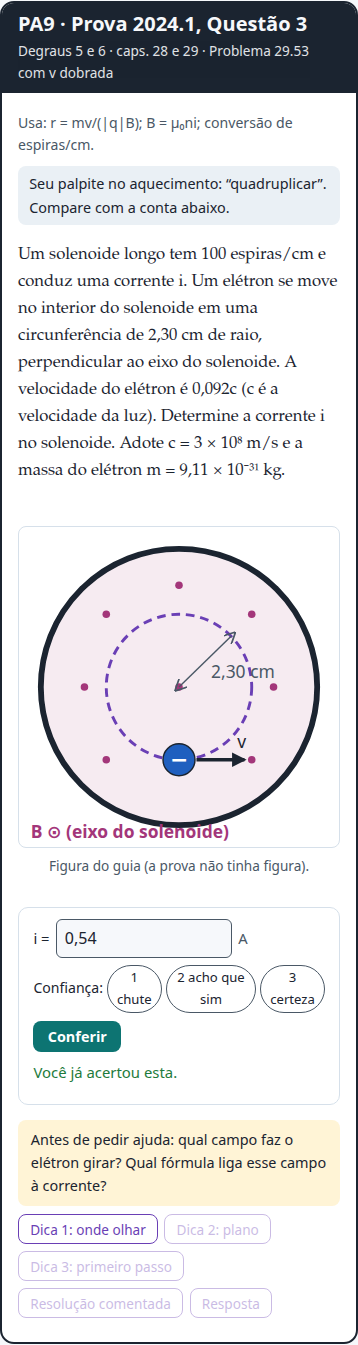 PA9 · Prova 2024.1, Questão 3
Degraus 5 e 6 · caps. 28 e 29 · Problema 29.53
com v dobrada
Usa: r = mv/(|q|B); B = μ₀ni; conversão de
espiras/cm.
Seu palpite no aquecimento: “quadruplicar”.
Compare com a conta abaixo.
Um solenoide longo tem 100 espiras/cm e
conduz uma corrente i. Um elétron se move
no interior do solenoide em uma
circunferência de 2,30 cm de raio,
perpendicular ao eixo do solenoide. A
velocidade do elétron é 0,092c (c é a
velocidade da luz). Determine a corrente i
no solenoide. Adote c = 3 × 10⁸ m/s e a
massa do elétron m = 9,11 × 10⁻³¹ kg.
2,30 cm
v
−
B ⊙ (eixo do solenoide)
Figura do guia (a prova não tinha figura).
i = 0,54 A
Confiança: 1 chute 2 acho que sim 3 certeza
Conferir
Você já acertou esta.
Antes de pedir ajuda: qual campo faz o
elétron girar? Qual fórmula liga esse campo
à corrente?
Dica 1: onde olhar Dica 2: plano
Dica 3: primeiro passo
Resolução comentada Resposta